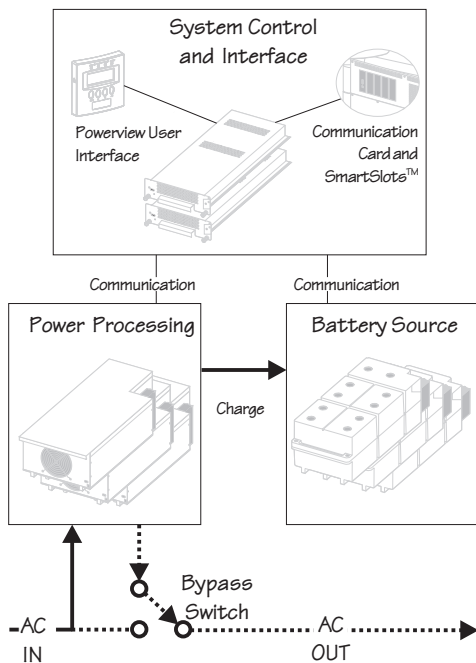 System Control
and Interface
Powerview User
Interface
Communication
Card and
SmartSlots™
Communication
Communication
Power Processing
Battery Source
Charge
Bypass
Switch
AC
IN
AC
OUT